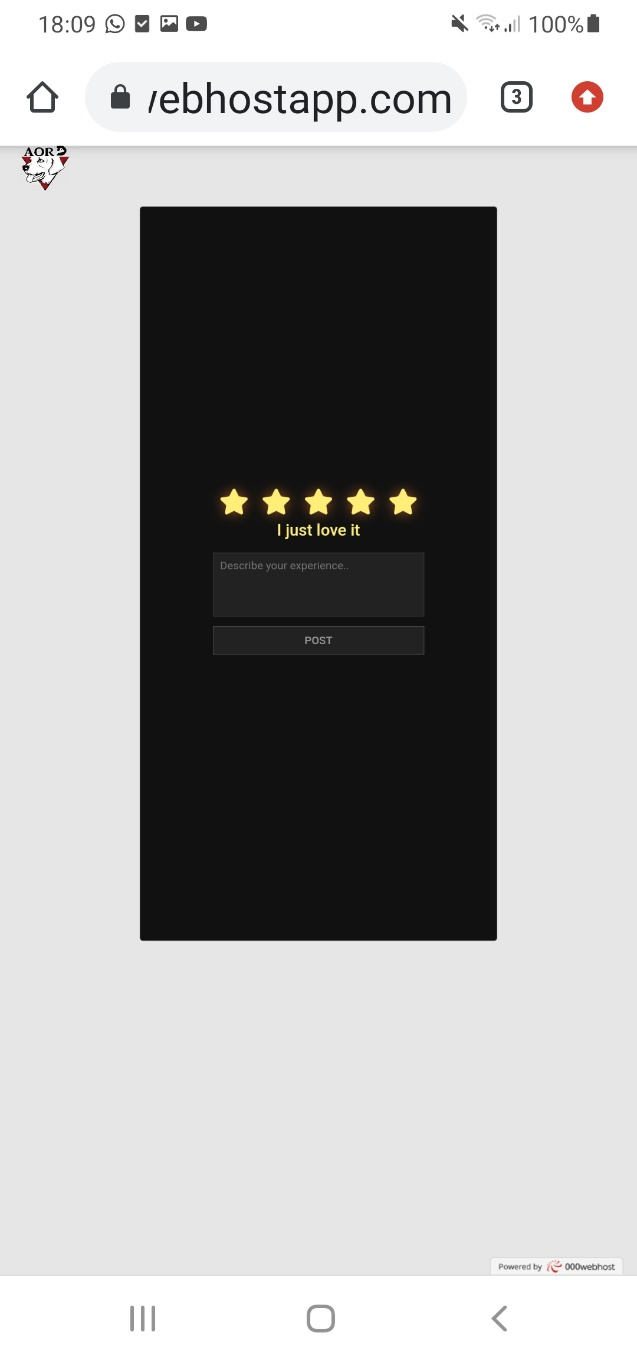 18:09
100%
3
/ebhostapp.com
AOR
I just love it
Describe your experience..
POST
Powered by 000webhost